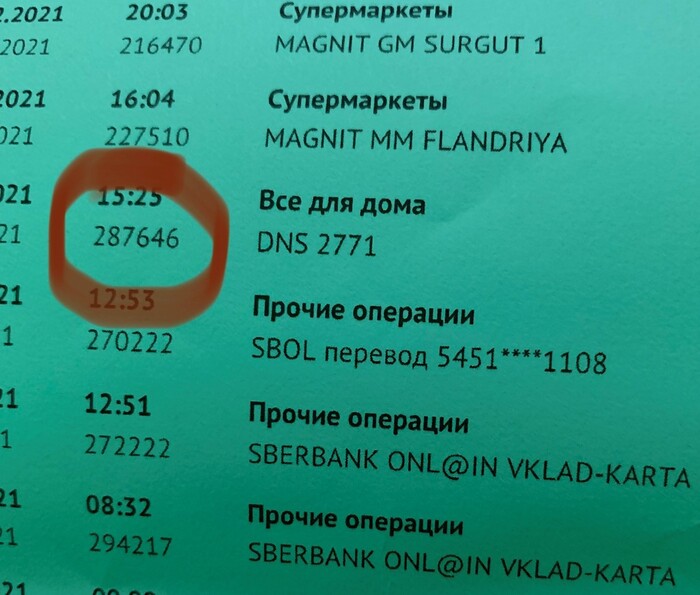 2.2021 20:03 Супермаркеты
2021 216470 MAGNIT GM SURGUT 1
2021 16:04 Супермаркеты
021 227510 MAGNIT MM FLANDRIYA
021 15:25 Все для дома
21 287646 DNS 2771
21 12:53 Прочие операции
1 270222 SBOL перевод 5451****1108
21 12:51 Прочие операции
1 272222 SBERBANK ONL@IN VKLAD-KARTA
21 08:32 Прочие операции
21 294217 SBERBANK ONL@IN VKLAD-KARTA
21